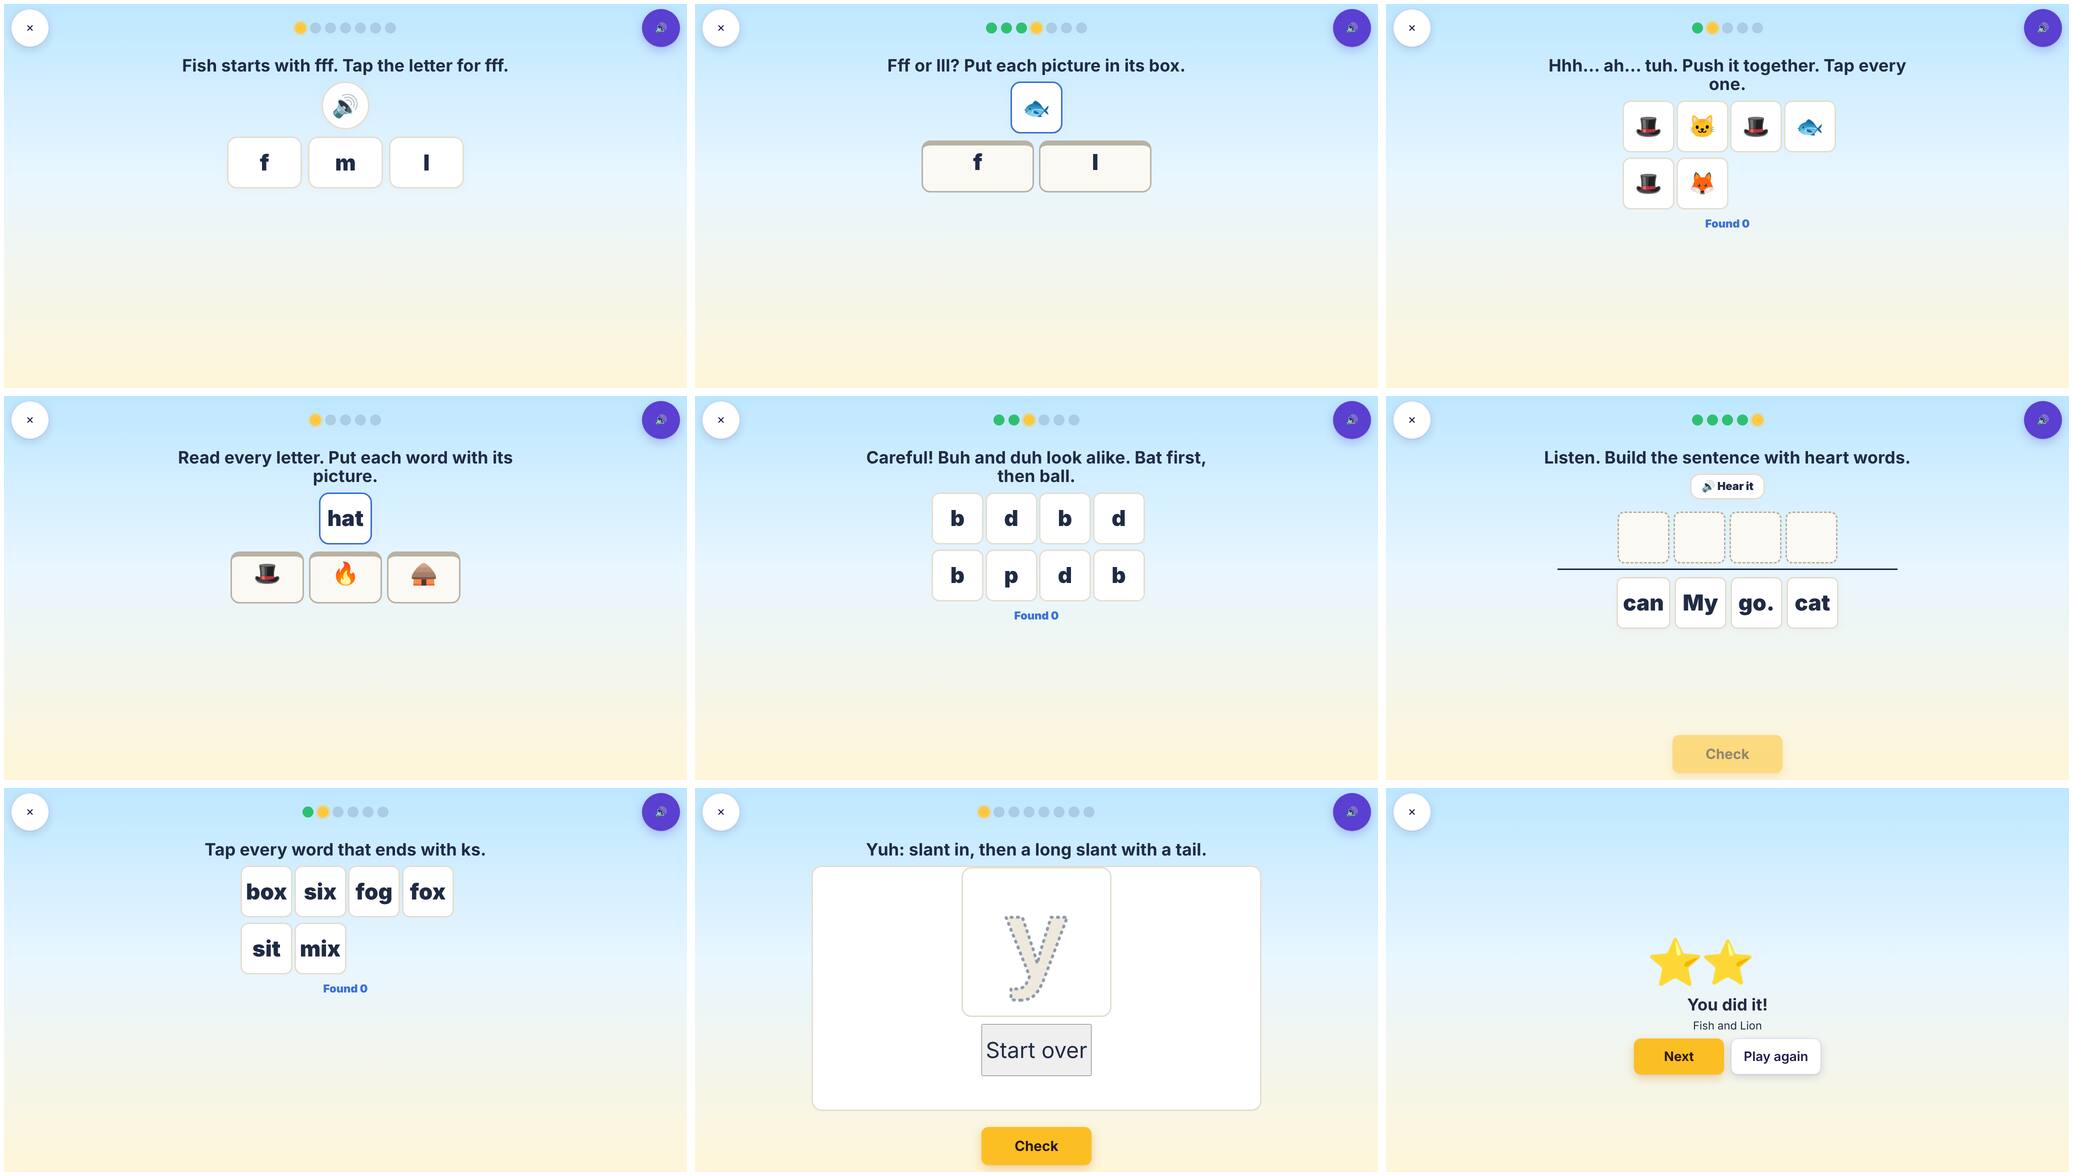 ×
Fish starts with fff. Tap the letter for fff.
f m l
×
Fff or lll? Put each picture in its box.
f l
×
Hhh... ah... tuh. Push it together. Tap every
one.
Found 0
×
Read every letter. Put each word with its
picture.
hat
×
Careful! Buh and duh look alike. Bat first,
then ball.
b d b d
b p d b
Found 0
×
Listen. Build the sentence with heart words.
Hear it
can My go. cat
Check
×
Tap every word that ends with ks.
box six fog fox
sit mix
Found 0
×
Yuh: slant in, then a long slant with a tail.
y
Start over
Check
×
You did it!
Fish and Lion
Next Play again